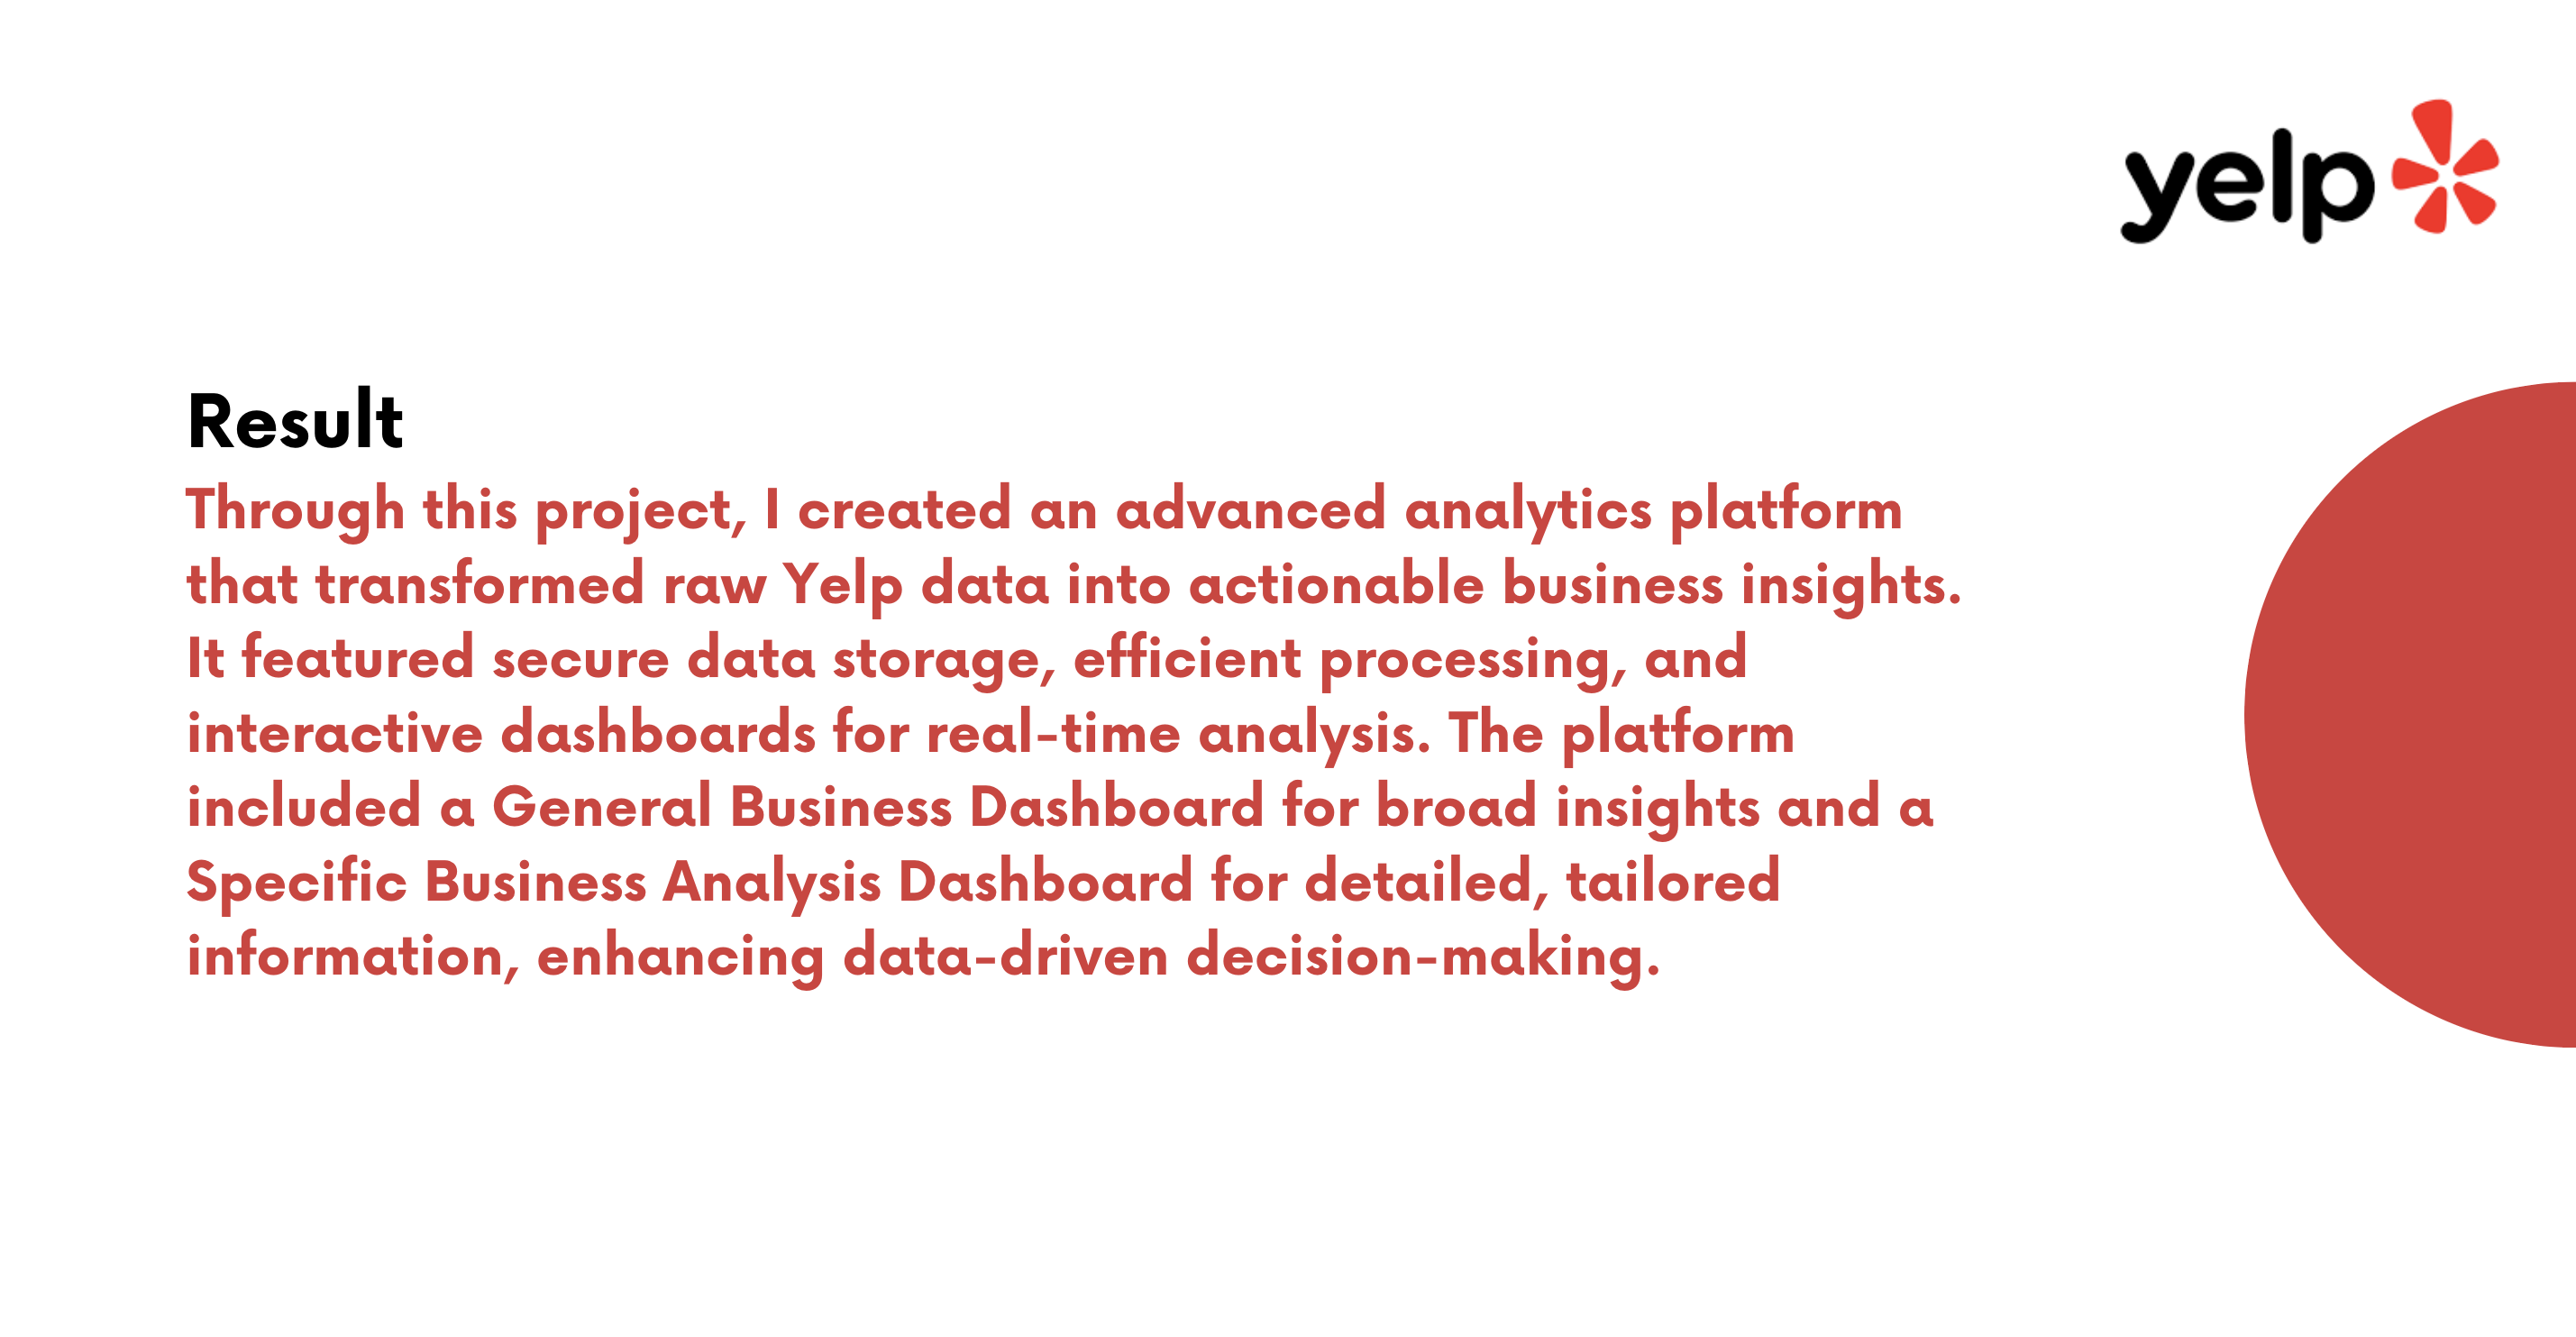 yelp
Result
Through this project, I created an advanced analytics platform
that transformed raw Yelp data into actionable business insights.
It featured secure data storage, efficient processing, and
interactive dashboards for real-time analysis. The platform
included a General Business Dashboard for broad insights and a
Specific Business Analysis Dashboard for detailed, tailored
information, enhancing data-driven decision-making.